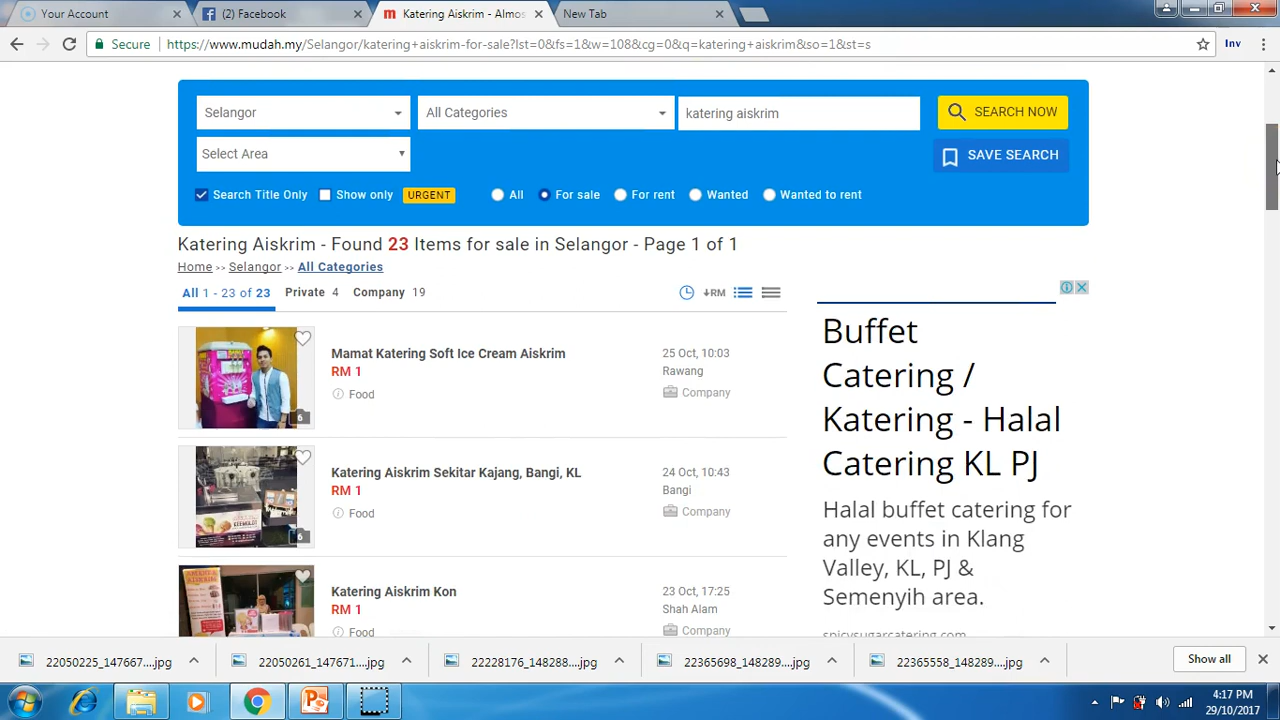 Your Account
(2) Facebook
Katering Aiskrim - Almos
New Tab
Secure
https://www.mudah.my/Selangor/katering+aiskrim-for-sale?lst=0&fs=1&w=108&cg=0&q=katering+aiskrim&so=1&st=s
Inv
Selangor
All Categories
katering aiskrim
SEARCH NOW
Select Area
SAVE SEARCH
Search Title Only
Show only
URGENT
All
For sale
For rent
Wanted
Wanted to rent
Katering Aiskrim - Found 23 Items for sale in Selangor - Page 1 of 1
Home >> Selangor >> All Categories
All 1 - 23 of 23
Private 4
Company 19
RM
Mamat Katering Soft Ice Cream Aiskrim
RM 1
Food
25 Oct, 10:03
Rawang
Company
6
Katering Aiskrim Sekitar Kajang, Bangi, KL
RM 1
Food
24 Oct, 10:43
Bangi
Company
6
Katering Aiskrim Kon
RM 1
Food
23 Oct, 17:25
Shah Alam
Company
Buffet
Catering /
Katering - Halal
Catering KL PJ
Halal buffet catering for
any events in Klang
Valley, KL, PJ &
Semenyih area.
spicysugarcatering.com
22050225_147667....jpg
22050261_147671....jpg
22228176_148288....jpg
22365698_148289....jpg
22365558_148289....jpg
Show all
4:17 PM
29/10/2017